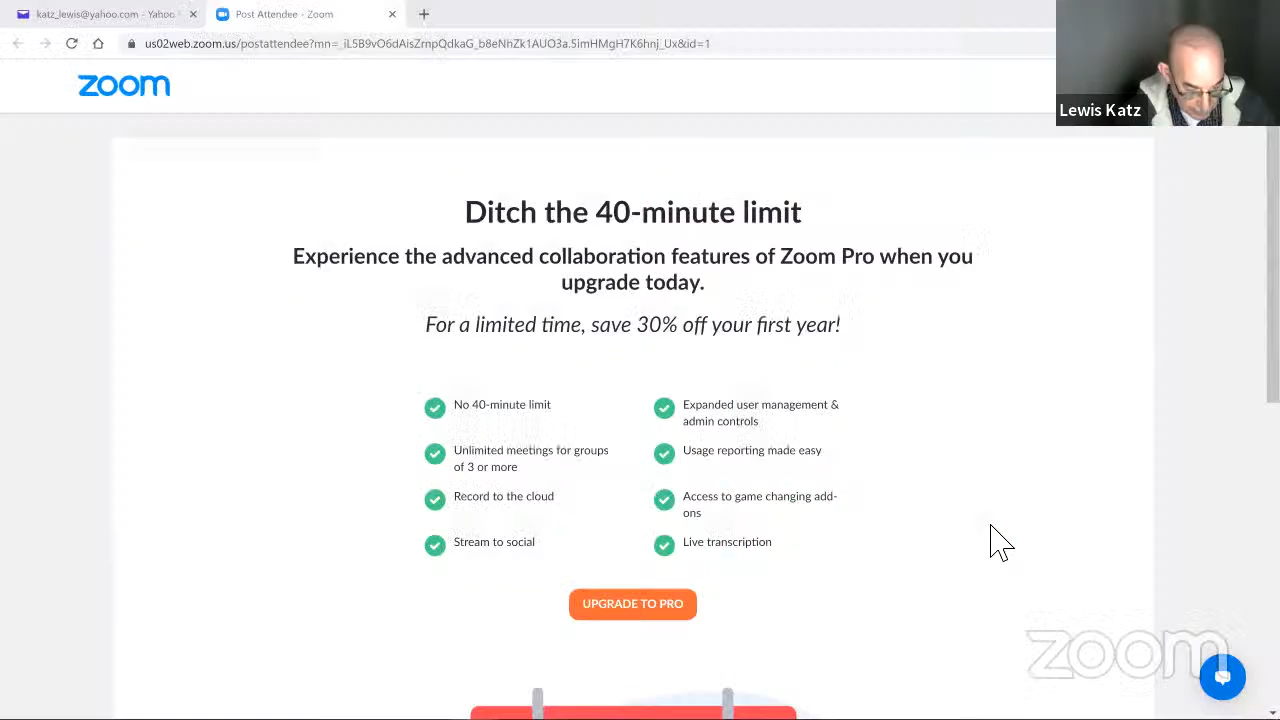 katz_lewis@yahoo.com - Yahoo
Post Attendee - Zoom
us02web.zoom.us/postattendee?mn=_iL5B9vO6dAisZrnpQdkaG_b8eNhZk1AUO3a.SimHMgH7K6hnj_Ux&id=1
zoom
Lewis Katz
Ditch the 40-minute limit
Experience the advanced collaboration features of Zoom Pro when you
upgrade today.
For a limited time, save 30% off your first year!
No 40-minute limit
Unlimited meetings for groups
of 3 or more
Record to the cloud
Stream to social
Expanded user management &
admin controls
Usage reporting made easy
Access to game changing add-
ons
Live transcription
UPGRADE TO PRO
zoom